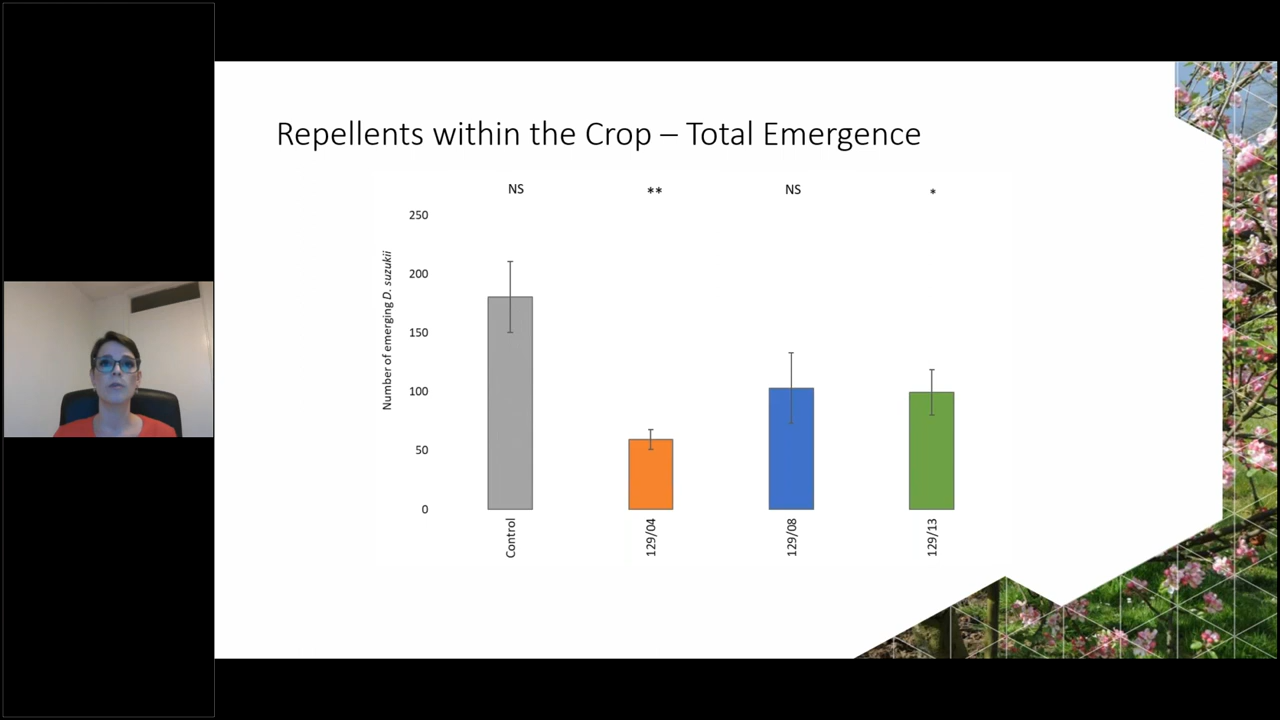 Repellents within the Crop – Total Emergence
NS
**
NS
*
Number of emerging D. suzukii
250
200
150
100
50
0
Control
129/04
129/08
129/13